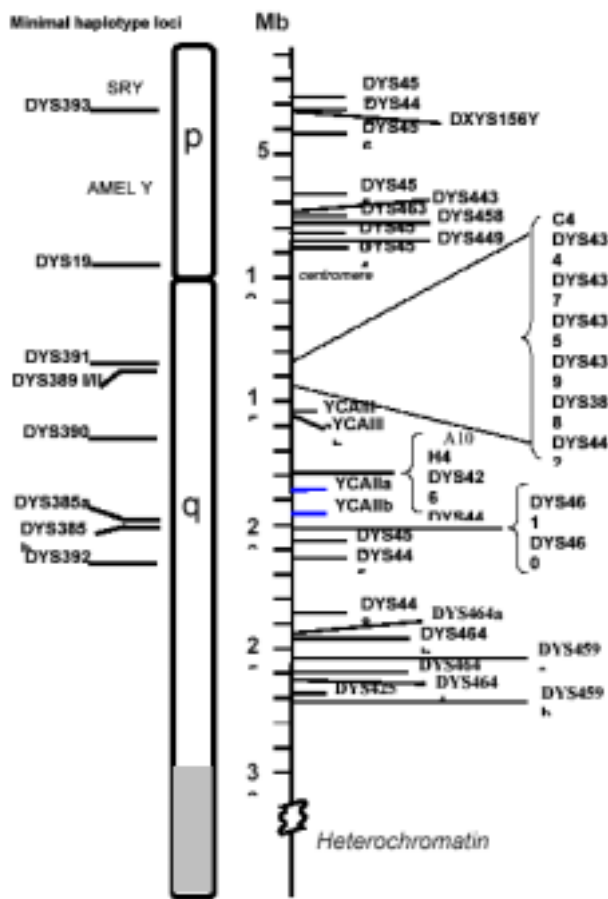 Minimal haplotype loci
Mb
SRY
DYS393
p
AMEL Y
DYS19
DYS391
DYS389 I/II
DYS390
q
DYS385a
DYS385
DYS392
DYS45
DYS44
DXYS156Y
DYS45
5
DYS45
DYS443
DYS463
DYS458
DYS45
DYS449
DYS45
1
centromere
C4
DYS43
4
DYS43
7
DYS43
5
DYS43
9
DYS38
8
DYS44
1
YCAIII
YCAIII
A10
H4
DYS42
6
DYS44
YCAIIa
YCAIIb
DYS46
1
DYS46
0
2
DYS45
DYS44
DYS44
DYS464a
DYS464
2
DYS459
DYS464
DYS425
DYS464
DYS459
3
Heterochromatin